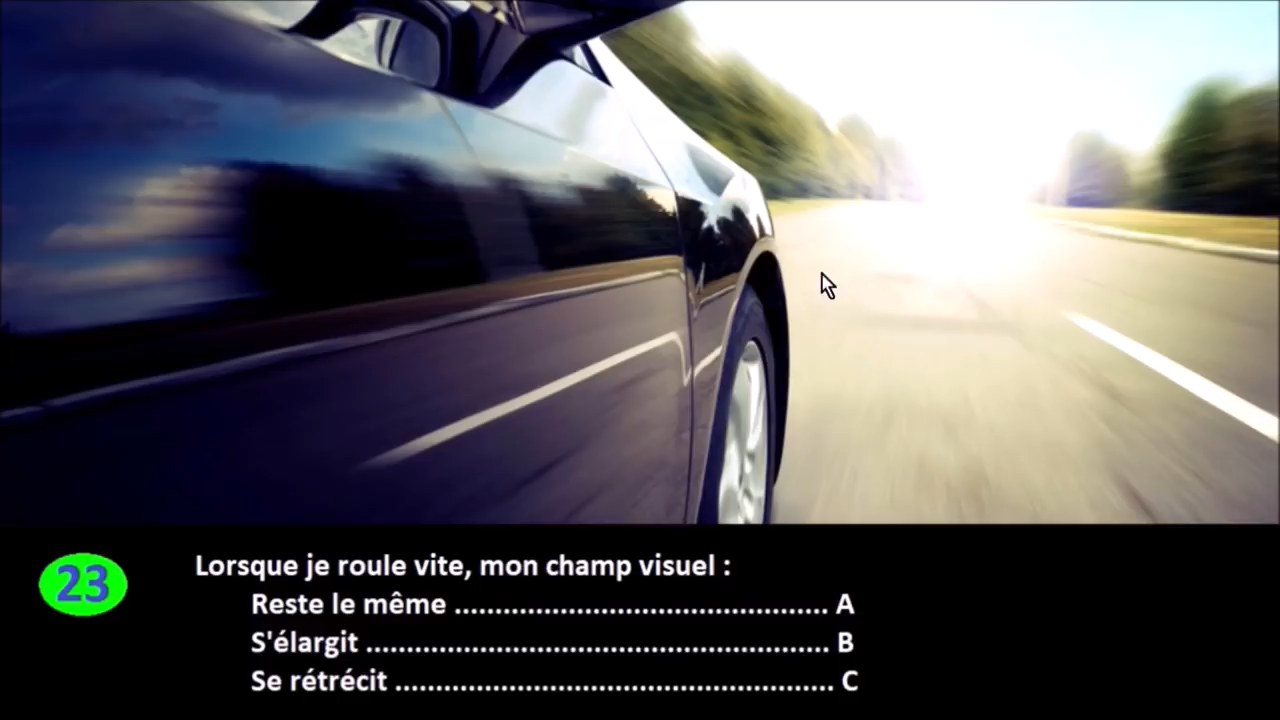 23
Lorsque je roule vite, mon champ visuel :
Reste le même .............................................. A
S'élargit ......................................................... B
Se rétrécit ...................................................... C